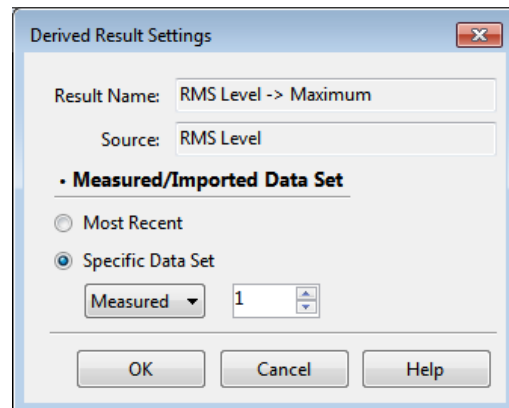 Derived Result Settings
Result Name: RMS Level -> Maximum
Source: RMS Level
• Measured/Imported Data Set
Most Recent
Specific Data Set
Measured 1
OK Cancel Help